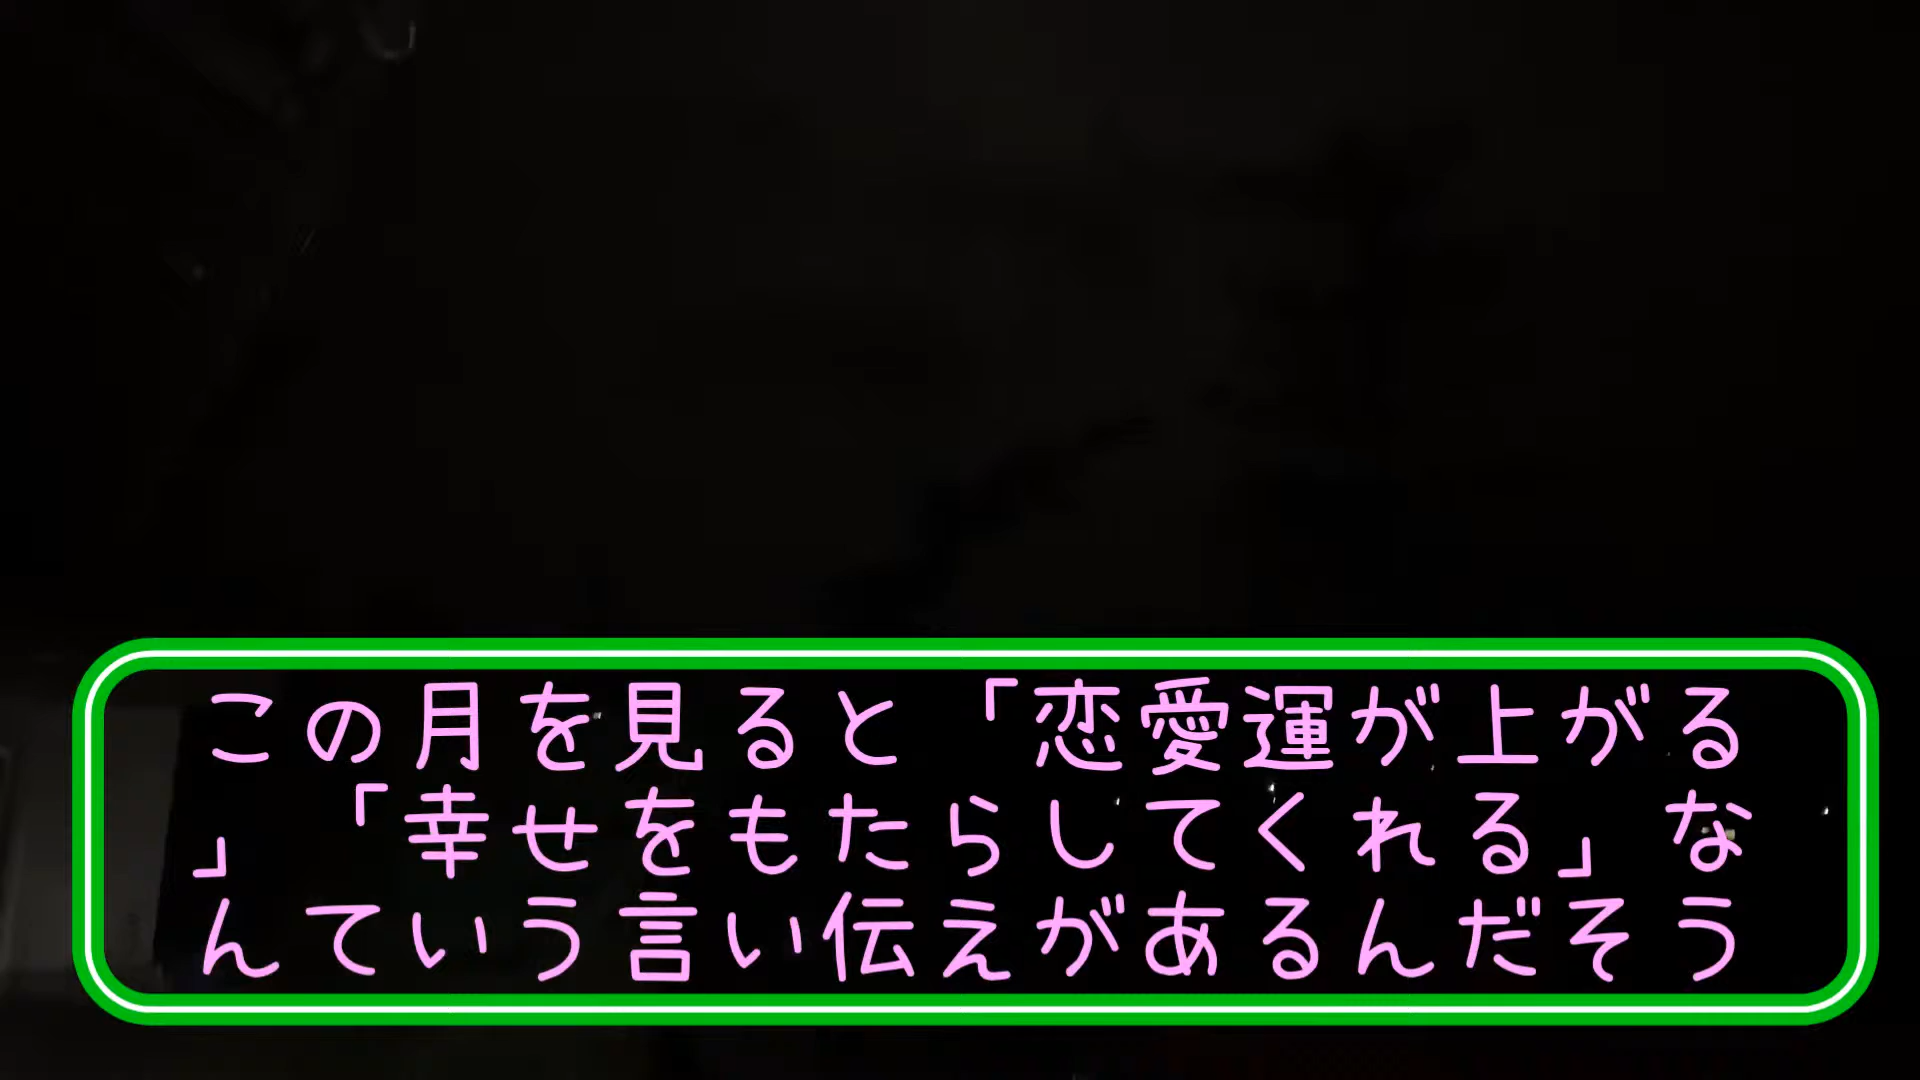 この月を見ると「恋愛運が上がる
」「幸せをもたらしてくれる」な
んていう言い伝えがあるんだそう